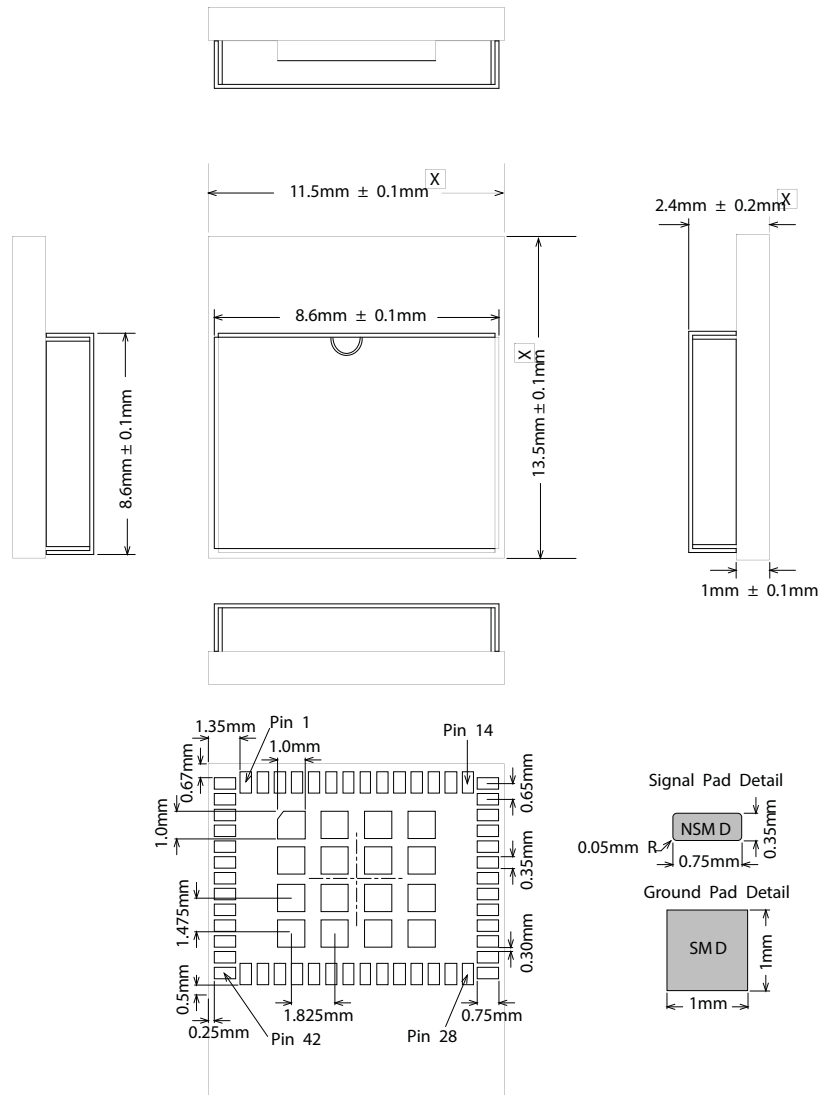 11.5mm ± 0.1mm X
2.4mm ± 0.2mm X
8.6mm ± 0.1mm
X
13.5mm ± 0.1mm
8.6mm ± 0.1mm
1mm ± 0.1mm
1.35mm
Pin 1
Pin 14
1.0mm
0.67mm
0.65mm
1.0mm
0.35mm
1.475mm
0.30mm
0.5mm
0.25mm
1.825mm
0.75mm
Pin 42
Pin 28
Signal Pad Detail
NSMD
0.35mm
0.05mm R
0.75mm
Ground Pad Detail
SMD
1mm
1mm